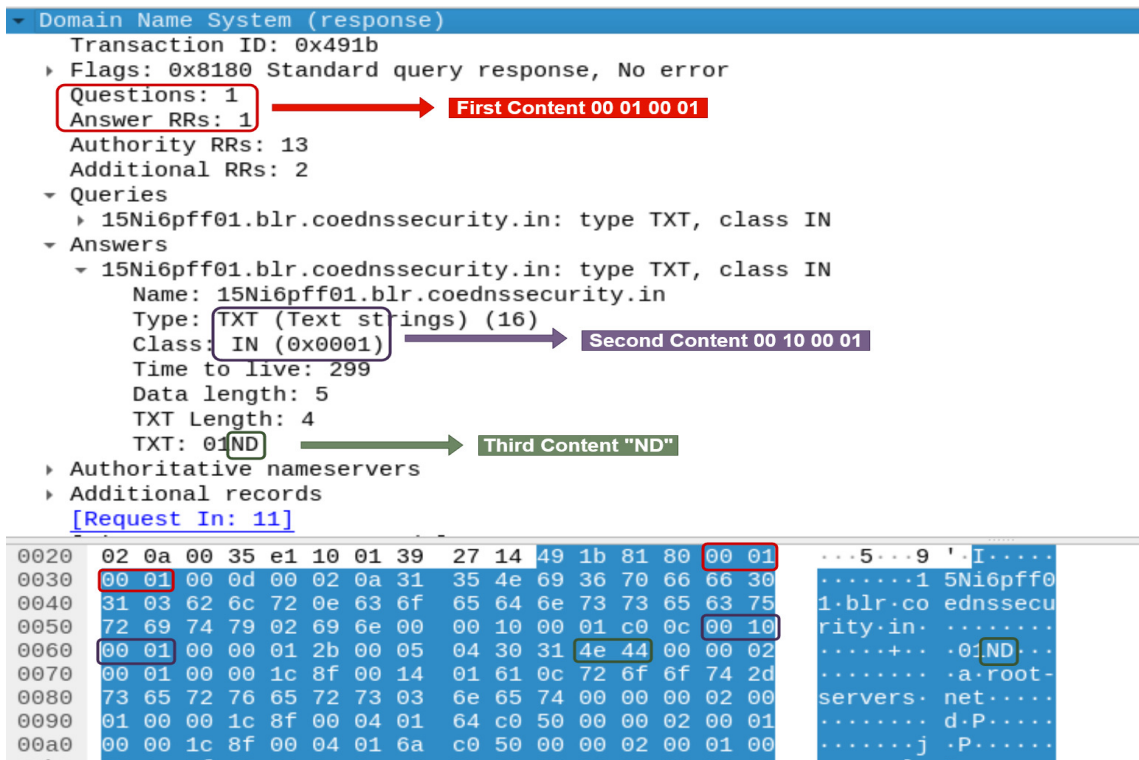 Domain Name System (response)
Transaction ID: 0x491b
Flags: 0x8180 Standard query response, No error
Questions: 1
First Content 00 01 00 01
Answer RRs: 1
Authority RRs: 13
Additional RRs: 2
Queries
15Ni6pff01.blr.coednssecurity.in: type TXT, class IN
Answers
15Ni6pff01.blr.coednssecurity.in: type TXT, class IN
Name: 15Ni6pff01.blr.coednssecurity.in
Type: TXT (Text strings) (16)
Class: IN (0x0001)
Second Content 00 10 00 01
Time to live: 299
Data length: 5
TXT Length: 4
TXT: 01ND
Third Content "ND"
Authoritative nameservers
Additional records
[Request In: 11]
0020 02 0a 00 35 e1 10 01 39 27 14 49 1b 81 80 00 01 ···5···9 '·I·····
0030 00 01 00 0d 00 02 0a 31 35 4e 69 36 70 66 66 30 ·······1 5Ni6pff0
0040 31 03 62 6c 72 0e 63 6f 65 64 6e 73 73 65 63 75 1·blr·co ednssecu
0050 72 69 74 79 02 69 6e 00 00 10 00 01 c0 0c 00 10 rity·in· ········
0060 00 01 00 00 01 2b 00 05 04 30 31 4e 44 00 00 02 ·····+·· ·01ND···
0070 00 01 00 00 1c 8f 00 14 01 61 0c 72 6f 6f 74 2d ········ ·a·root-
0080 73 65 72 76 65 72 73 03 6e 65 74 00 00 00 02 00 servers· net·····
0090 01 00 00 1c 8f 00 04 01 64 c0 50 00 00 02 00 01 ········ d·P·····
00a0 00 00 1c 8f 00 04 01 6a c0 50 00 00 02 00 01 00 ·······j ·P······